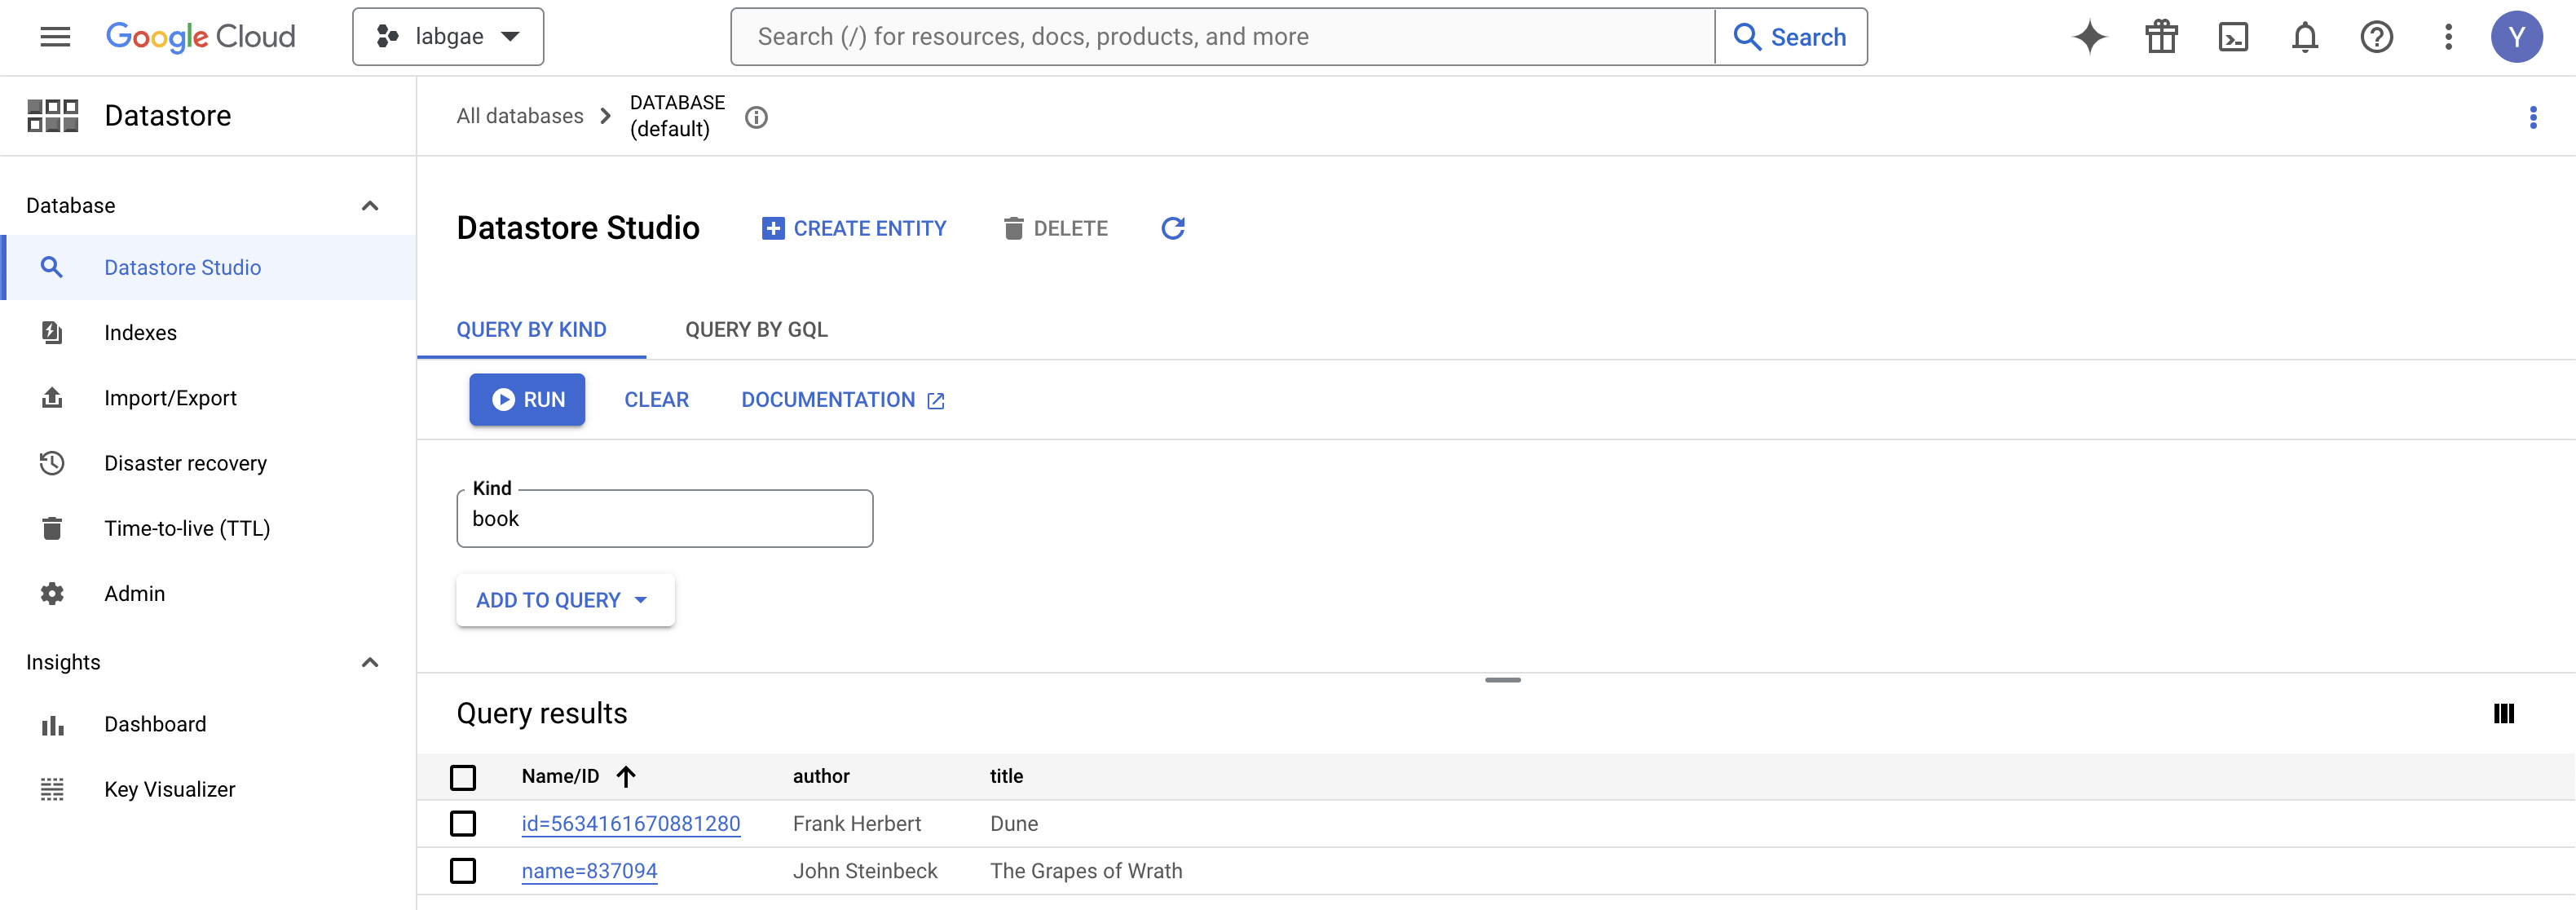 Google Cloud
labgae
Search (/) for resources, docs, products, and more
Search
Y
Datastore
All databases
DATABASE
(default)
Database
Datastore Studio
Indexes
Import/Export
Disaster recovery
Time-to-live (TTL)
Admin
Insights
Dashboard
Key Visualizer
Datastore Studio
CREATE ENTITY
DELETE
QUERY BY KIND
QUERY BY GQL
RUN
CLEAR
DOCUMENTATION
Kind
book
ADD TO QUERY
Query results
Name/ID author title
id=5634161670881280 Frank Herbert Dune
name=837094 John Steinbeck The Grapes of Wrath